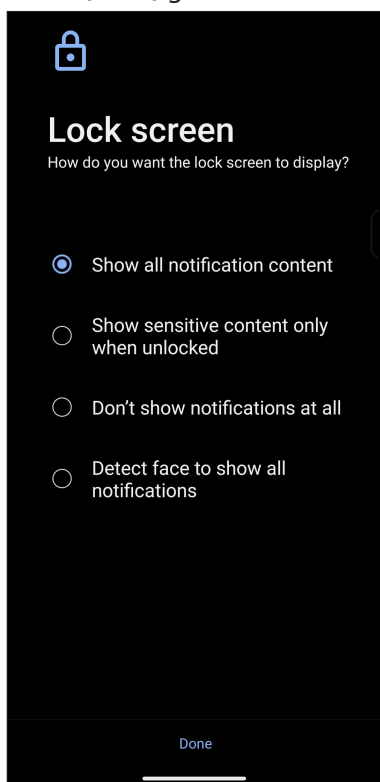 Lock screen
How do you want the lock screen to display?
Show all notification content
Show sensitive content only
when unlocked
Don’t show notifications at all
Detect face to show all
notifications
Done